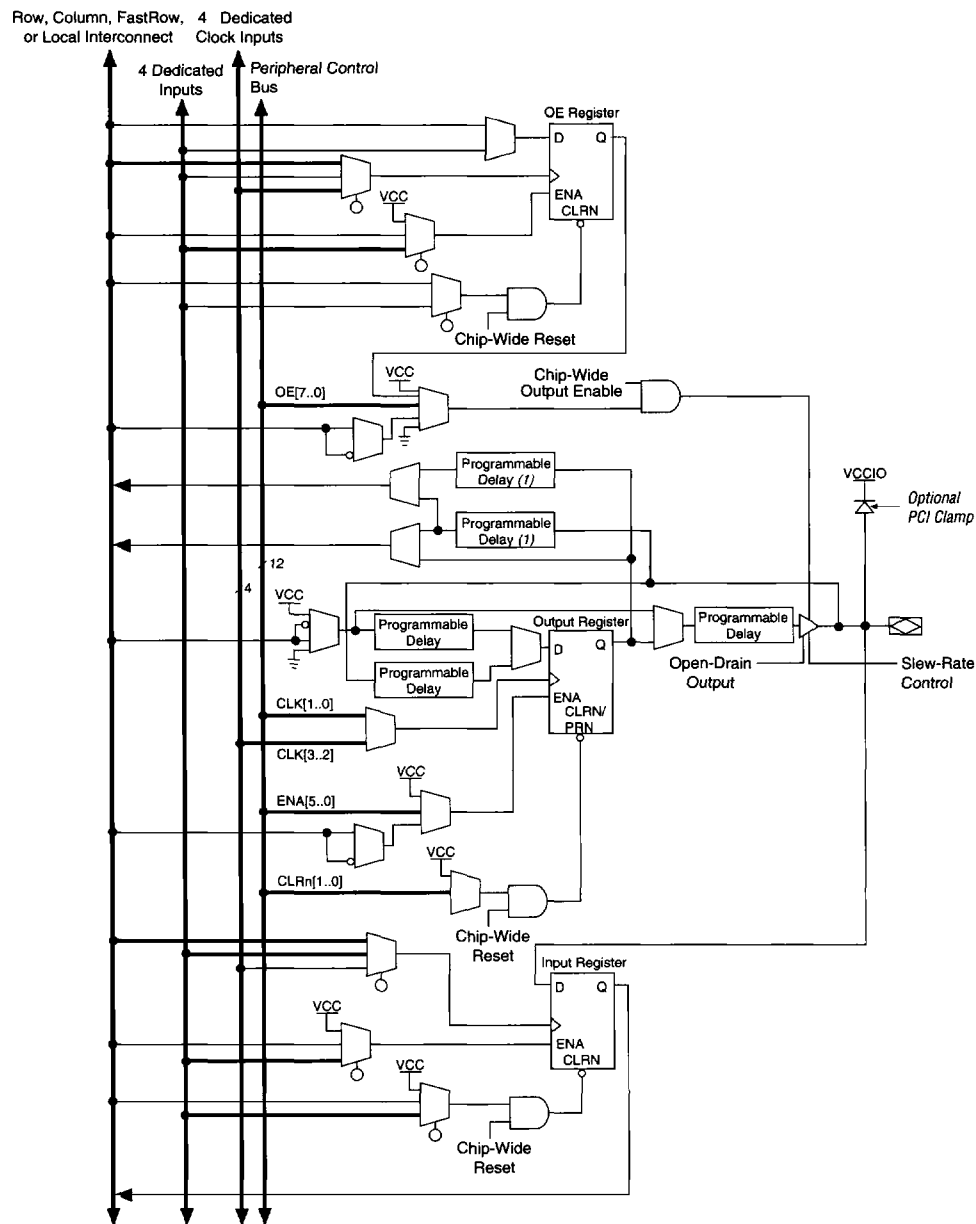 Row, Column, FastRow,
or Local Interconnect
4 Dedicated
Clock Inputs
4 Dedicated
Inputs
Peripheral Control
Bus
OE Register
D
Q
ENA
CLRN
VCC
Chip-Wide Reset
VCC
OE[7..0]
Chip-Wide
Output Enable
Programmable
Delay (1)
Programmable
Delay (1)
VCCIO
Optional
PCI Clamp
12
4
VCC
Programmable
Delay
Programmable
Delay
Output Register
D
Q
ENA
CLRN/
PRN
Programmable
Delay
Open-Drain
Output
Slew-Rate
Control
CLK[1..0]
CLK[3..2]
VCC
ENA[5..0]
VCC
CLRn[1..0]
Chip-Wide
Reset
Input Register
D
Q
ENA
CLRN
VCC
VCC
Chip-Wide
Reset